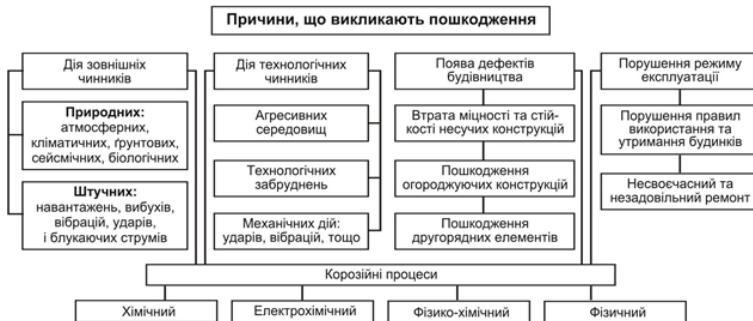 Причини, що викликають пошкодження
Дія зовнішніх
чинників
Природних:
атмосферних,
кліматичних, ґрунтових,
сейсмічних, біологічних
Штучних:
навантажень, вибухів,
вібрацій, ударів,
і блукаючих струмів
Дія технологічних
чинників
Агресивних
середовищ
Технологічних
забруднень
Механічних дій:
ударів, вібрацій, тощо
Поява дефектів
будівництва
Втрата міцності та стій-
кості несучих конструкцій
Пошкодження
огороджуючих конструкцій
Пошкодження
другорядних елементів
Порушення режиму
експлуатації
Порушення правил
використання та
утримання будинків
Несвоєчасний та
незадовільний ремонт
Корозійні процеси
Хімічний
Електрохімічний
Фізико-хімічний
Фізичний